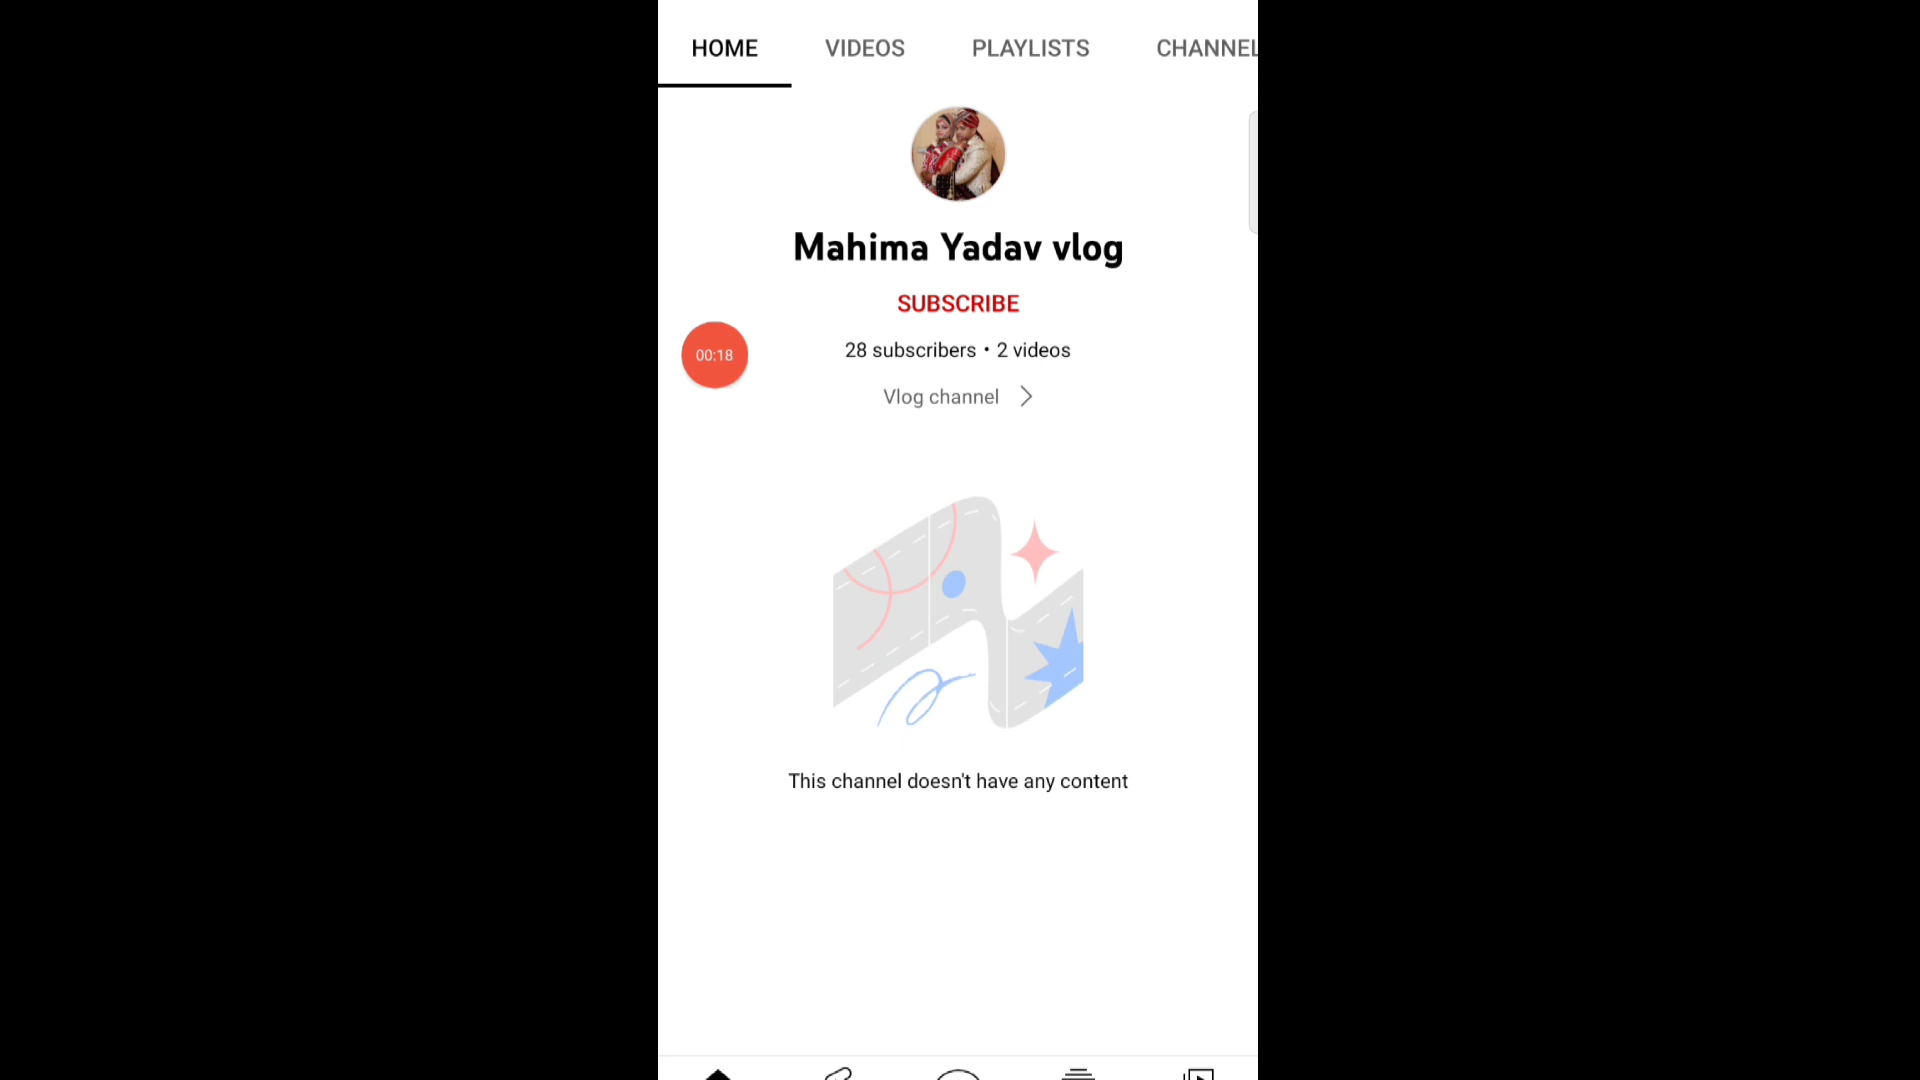 HOME VIDEOS PLAYLISTS CHANNEL
Mahima Yadav vlog
SUBSCRIBE
00:18
28 subscribers • 2 videos
Vlog channel
This channel doesn't have any content